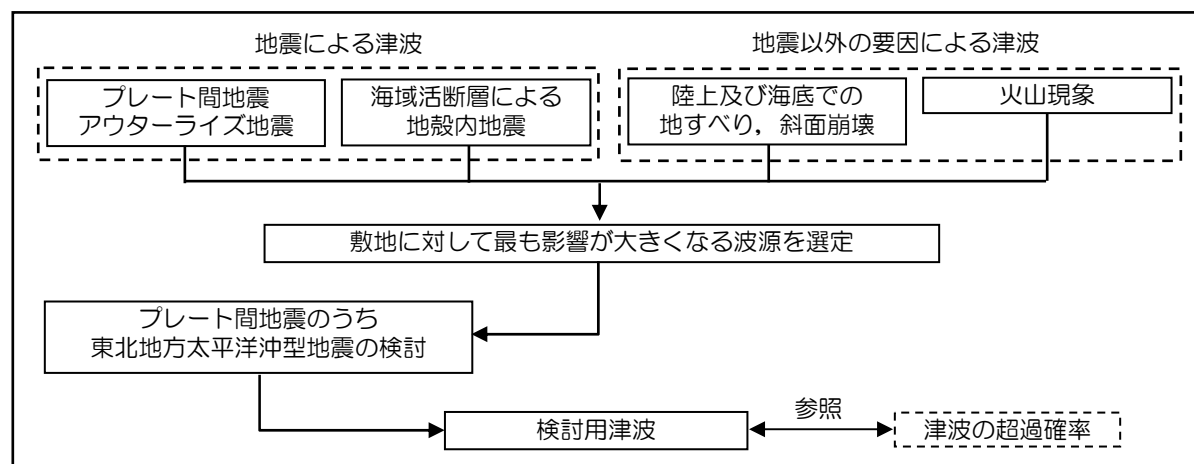 地震による津波
地震以外の要因による津波
プレート間地震
アウターライズ地震
海域活断層による
地殻内地震
陸上及び海底での
地すべり，斜面崩壊
火山現象
敷地に対して最も影響が大きくなる波源を選定
プレート間地震のうち
東北地方太平洋沖型地震の検討
検討用津波
参照
津波の超過確率